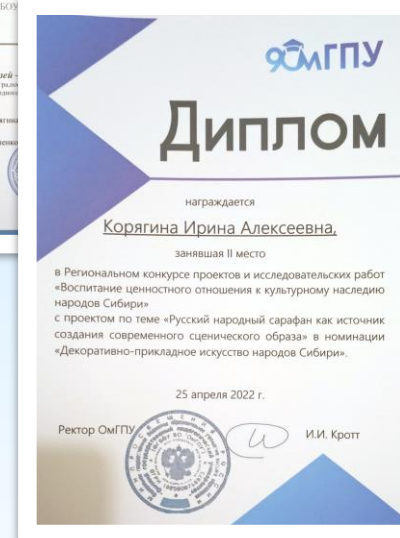 БОУ
90МГПУ
Диплом
награждается
Корягина Ирина Алексеевна,
занявшая II место
в Региональном конкурсе проектов и исследовательских работ
«Воспитание ценностного отношения к культурному наследию
народов Сибири»
с проектом по теме «Русский народный сарафан как источник
создания современного сценического образа» в номинации
«Декоративно-прикладное искусство народов Сибири».
25 апреля 2022 г.
Ректор ОмГПУ
И.И. Кротт